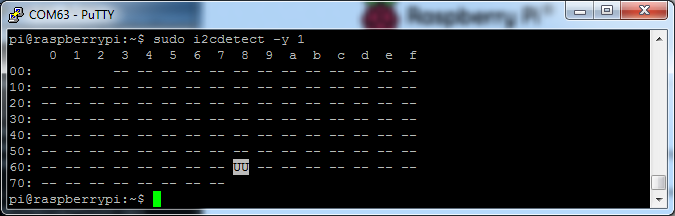 Raspberry Pi
COM63 - PuTTY
pi@raspberrypi:~$ sudo i2cdetect -y 1
     0  1  2  3  4  5  6  7  8  9  a  b  c  d  e  f
00:          -- -- -- -- -- -- -- -- -- -- -- -- --
10: -- -- -- -- -- -- -- -- -- -- -- -- -- -- -- --
20: -- -- -- -- -- -- -- -- -- -- -- -- -- -- -- --
30: -- -- -- -- -- -- -- -- -- -- -- -- -- -- -- --
40: -- -- -- -- -- -- -- -- -- -- -- -- -- -- -- --
50: -- -- -- -- -- -- -- -- -- -- -- -- -- -- -- --
60: -- -- -- -- -- -- -- -- UU -- -- -- -- -- -- --
70: -- -- -- -- -- -- -- --
pi@raspberrypi:~$